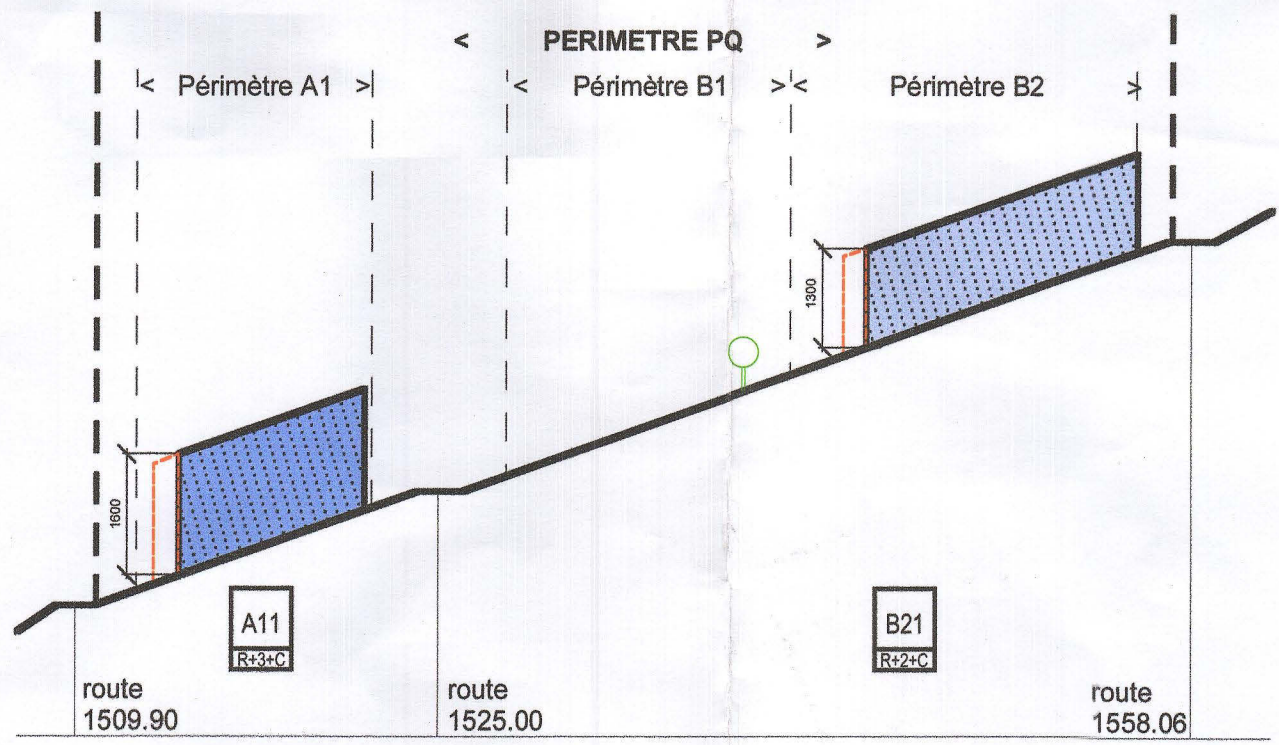 < PERIMETRE PQ >
< Périmètre A1 >
< Périmètre B1 >
< Périmètre B2 >
1300
1600
A11
R+3+C
B21
R+2+C
route
1509.90
route
1525.00
route
1558.06